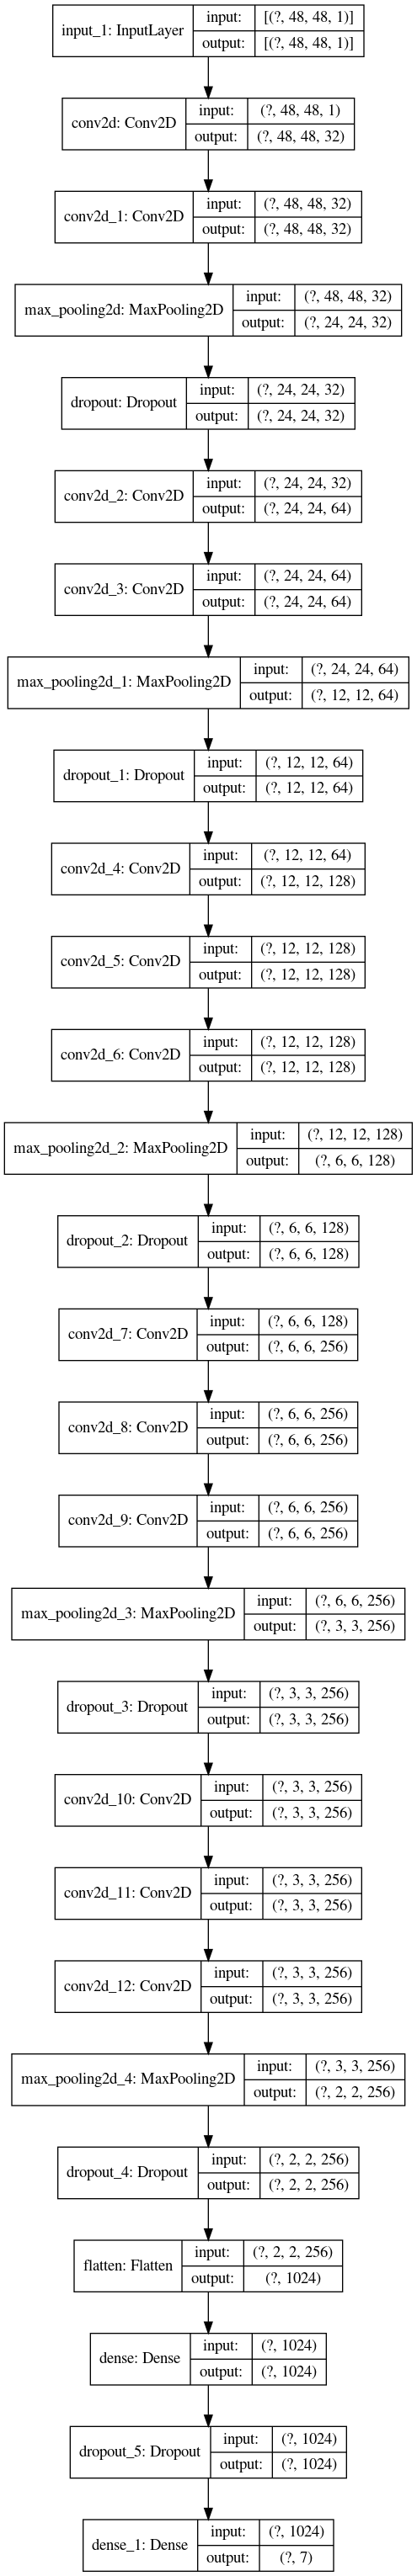 input_1: InputLayer
input: [(?, 48, 48, 1)]
output: [(?, 48, 48, 1)]
conv2d: Conv2D
input: (?, 48, 48, 1)
output: (?, 48, 48, 32)
conv2d_1: Conv2D
input: (?, 48, 48, 32)
output: (?, 48, 48, 32)
max_pooling2d: MaxPooling2D
input: (?, 48, 48, 32)
output: (?, 24, 24, 32)
dropout: Dropout
input: (?, 24, 24, 32)
output: (?, 24, 24, 32)
conv2d_2: Conv2D
input: (?, 24, 24, 32)
output: (?, 24, 24, 64)
conv2d_3: Conv2D
input: (?, 24, 24, 64)
output: (?, 24, 24, 64)
max_pooling2d_1: MaxPooling2D
input: (?, 24, 24, 64)
output: (?, 12, 12, 64)
dropout_1: Dropout
input: (?, 12, 12, 64)
output: (?, 12, 12, 64)
conv2d_4: Conv2D
input: (?, 12, 12, 64)
output: (?, 12, 12, 128)
conv2d_5: Conv2D
input: (?, 12, 12, 128)
output: (?, 12, 12, 128)
conv2d_6: Conv2D
input: (?, 12, 12, 128)
output: (?, 12, 12, 128)
max_pooling2d_2: MaxPooling2D
input: (?, 12, 12, 128)
output: (?, 6, 6, 128)
dropout_2: Dropout
input: (?, 6, 6, 128)
output: (?, 6, 6, 128)
conv2d_7: Conv2D
input: (?, 6, 6, 128)
output: (?, 6, 6, 256)
conv2d_8: Conv2D
input: (?, 6, 6, 256)
output: (?, 6, 6, 256)
conv2d_9: Conv2D
input: (?, 6, 6, 256)
output: (?, 6, 6, 256)
max_pooling2d_3: MaxPooling2D
input: (?, 6, 6, 256)
output: (?, 3, 3, 256)
dropout_3: Dropout
input: (?, 3, 3, 256)
output: (?, 3, 3, 256)
conv2d_10: Conv2D
input: (?, 3, 3, 256)
output: (?, 3, 3, 256)
conv2d_11: Conv2D
input: (?, 3, 3, 256)
output: (?, 3, 3, 256)
conv2d_12: Conv2D
input: (?, 3, 3, 256)
output: (?, 3, 3, 256)
max_pooling2d_4: MaxPooling2D
input: (?, 3, 3, 256)
output: (?, 2, 2, 256)
dropout_4: Dropout
input: (?, 2, 2, 256)
output: (?, 2, 2, 256)
flatten: Flatten
input: (?, 2, 2, 256)
output: (?, 1024)
dense: Dense
input: (?, 1024)
output: (?, 1024)
dropout_5: Dropout
input: (?, 1024)
output: (?, 1024)
dense_1: Dense
input: (?, 1024)
output: (?, 7)